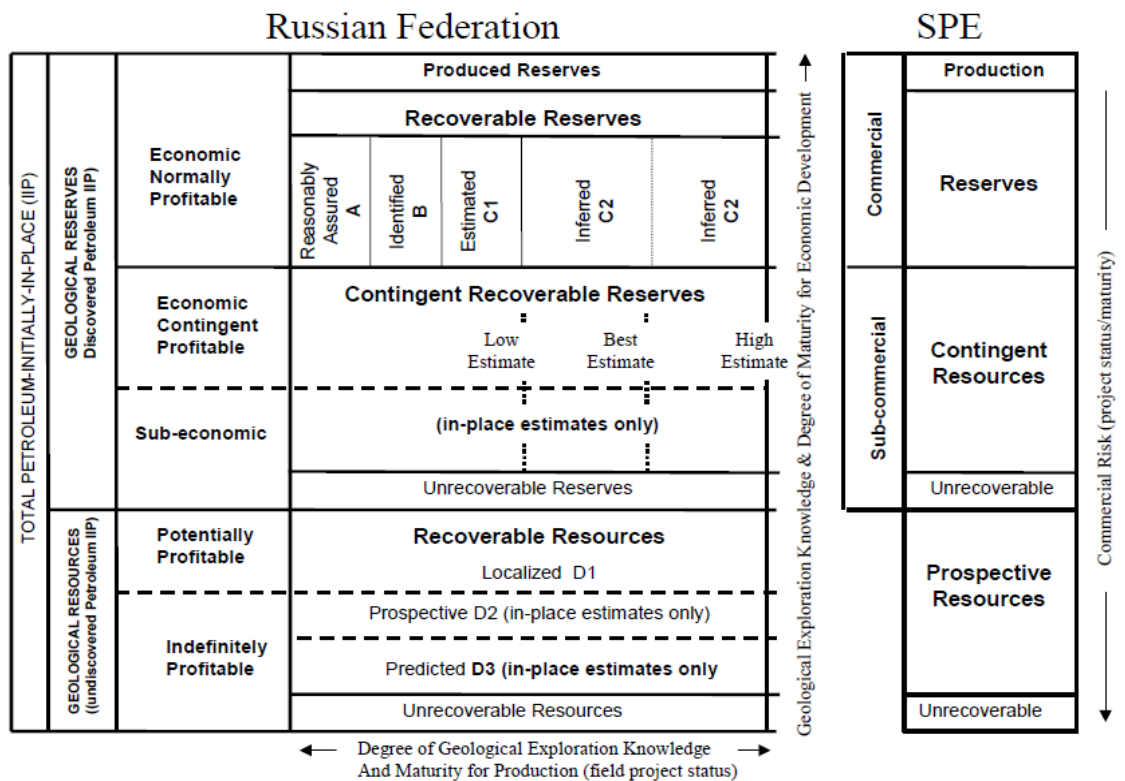 Russian Federation
SPE
TOTAL PETROLEUM-INITIALLY-IN-PLACE (IIP)
GEOLOGICAL RESERVES
Discovered Petroleum IIP)
GEOLOGICAL RESOURCES
((undiscovered Petroleum IIP)
Economic
Normally
Profitable
Economic
Contingent
Profitable
Sub-economic
Potentially
Profitable
Indefinitely
Profitable
Produced Reserves
Recoverable Reserves
Reasonably
Assured
A
Identified
B
Estimated
C1
Inferred
C2
Inferred
C2
Contingent Recoverable Reserves
Low
Estimate
Best
Estimate
High
Estimate
(in-place estimates only)
Unrecoverable Reserves
Recoverable Resources
Localized D1
Prospective D2 (in-place estimates only)
Predicted D3 (in-place estimates only
Unrecoverable Resources
Degree of Geological Exploration Knowledge
And Maturity for Production (field project status)
Geological Exploration Knowledge & Degree of Maturity for Economic Development
Commercial
Sub-commercial
Production
Reserves
Contingent
Resources
Unrecoverable
Prospective
Resources
Unrecoverable
Commercial Risk (project status/maturity)